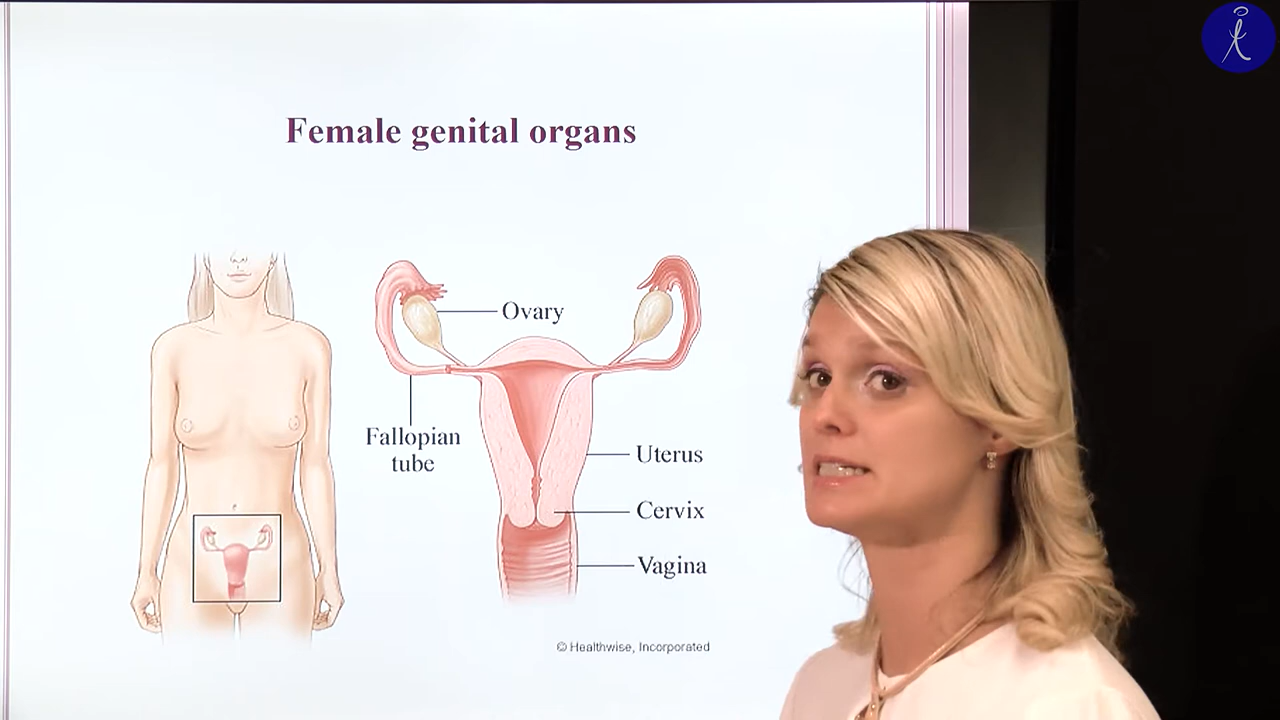 Female genital organs
Ovary
Fallopian
tube
Uterus
Cervix
Vagina
© Healthwise, Incorporated